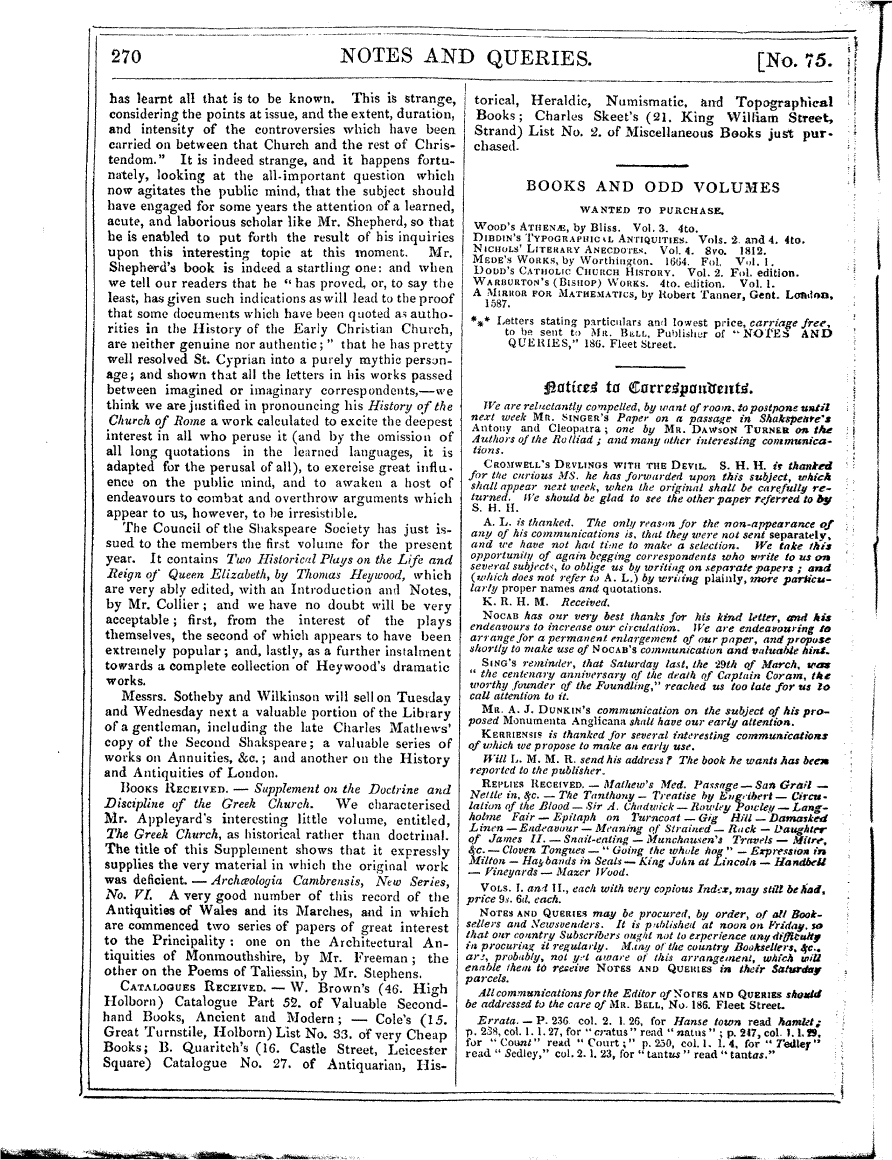 270 NOTES AND QUERIES. [No. 75.
has learnt all that is to be known. This is strange,
considering the points at issue, and the extent, duration,
and intensity of the controversies which have been
carried on between that Church and the rest of Chris-
tendom." It is indeed strange, and it happens fortu-
nately, looking at the all-important question which
now agitates the public mind, that the subject should
have engaged for some years the attention of a learned,
acute, and laborious scholar like Mr. Shepherd, so that
he is enabled to put forth the result of his inquiries
upon this interesting topic at this moment. Mr.
Shepherd's book is indeed a startling one: and when
we tell our readers that he "has proved, or, to say the
least, has given such indications as will lead to the proof
that some documents which have been quoted as autho-
rities in the History of the Early Christian Church,
are neither genuine nor authentic;" that he has pretty
well resolved St. Cyprian into a purely mythic person-
age; and shown that all the letters in his works passed
between imagined or imaginary correspondents,—we
think we are justified in pronouncing his History of the
Church of Rome a work calculated to excite the deepest
interest in all who peruse it (and by the omission of
all long quotations in the learned languages, it is
adapted for the perusal of all), to exercise great influ-
ence on the public mind, and to awaken a host of
endeavours to combat and overthrow arguments which
appear to us, however, to be irresistible.
The Council of the Shakspeare Society has just is-
sued to the members the first volume for the present
year. It contains Two Historical Plays on the Life and
Reign of Queen Elizabeth, by Thomas Heywood, which
are very ably edited, with an Introduction and Notes,
by Mr. Collier; and we have no doubt will be very
acceptable; first, from the interest of the plays
themselves, the second of which appears to have been
extremely popular; and, lastly, as a further instalment
towards a complete collection of Heywood's dramatic
works.
Messrs. Sotheby and Wilkinson will sell on Tuesday
and Wednesday next a valuable portion of the Library
of a gentleman, including the late Charles Mathews'
copy of the Second Shakspeare; a valuable series of
works on Annuities, &c.; and another on the History
and Antiquities of London.
BOOKS RECEIVED. — Supplement on the Doctrine and
Discipline of the Greek Church. We characterised
Mr. Appleyard's interesting little volume, entitled,
The Greek Church, as historical rather than doctrinal.
The title of this Supplement shows that it expressly
supplies the very material in which the original work
was deficient. — Archæologia Cambrensis, New Series,
No. VI. A very good number of this record of the
Antiquities of Wales and its Marches, and in which
are commenced two series of papers of great interest
to the Principality: one on the Architectural An-
tiquities of Monmouthshire, by Mr. Freeman; the
other on the Poems of Taliessin, by Mr. Stephens.
CATALOGUES RECEIVED. — W. Brown's (46. High
Holborn) Catalogue Part 52. of Valuable Second-
hand Books, Ancient and Modern; — Cole's (15.
Great Turnstile, Holborn) List No. 33. of very Cheap
Books; B. Quaritch's (16. Castle Street, Leicester
Square) Catalogue No. 27. of Antiquarian, His-
torical, Heraldic, Numismatic, and Topographical
Books; Charles Skeet's (21. King William Street,
Strand) List No. 2. of Miscellaneous Books just pur-
chased.
BOOKS AND ODD VOLUMES
WANTED TO PURCHASE.
WOOD'S ATHENÆ, by Bliss. Vol. 3. 4to.
DIBDIN'S TYPOGRAPHICAL ANTIQUITIES. Vols. 2. and 4. 4to.
NICHOLS' LITERARY ANECDOTES. Vol. 4. 8vo. 1812.
MEDE'S WORKS, by Worthington. 1664. Fol. Vol. 1.
DODD'S CATHOLIC CHURCH HISTORY. Vol. 2. Fol. edition.
WARBURTON'S (BISHOP) WORKS. 4to. edition. Vol. 1.
A MIRROR FOR MATHEMATICS, by Robert Tanner, Gent. London,
1587.
*** Letters stating particulars and lowest price, carriage free,
to be sent to MR. BELL, Publisher of "NOTES AND
QUERIES," 186. Fleet Street.
Notices to Correspondents.
We are reluctantly compelled, by want of room, to postpone until
next week MR. SINGER'S Paper on a passage in Shakspeare's
Antony and Cleopatra; one by MR. DAWSON TURNER on the
Authors of the Rolliad; and many other interesting communica-
tions.
CROMWELL'S DEVLINGS WITH THE DEVIL. S. H. H. is thanked
for the curious MS. he has forwarded upon this subject, which
shall appear next week, when the original shall be carefully re-
turned. We should be glad to see the other paper referred to by
S. H. H.
A. L. is thanked. The only reason for the non-appearance of
any of his communications is, that they were not sent separately,
and we have not had time to make a selection. We take this
opportunity of again begging correspondents who write to us on
several subjects, to oblige us by writing on separate papers; and
(which does not refer to A. L.) by writing plainly, more particu-
larly proper names and quotations.
K. R. H. M. Received.
NOCAB has our very best thanks for his kind letter, and his
endeavours to increase our circulation. We are endeavouring to
arrange for a permanent enlargement of our paper, and propose
shortly to make use of NOCAB'S communication and valuable hint.
SING'S reminder, that Saturday last, the 29th of March, was
"the centenary anniversary of the death of Captain Coram, the
worthy founder of the Foundling," reached us too late for us to
call attention to it.
MR. A. J. DUNKIN'S communication on the subject of his pro-
posed Monumenta Anglicana shall have our early attention.
KERRIENSIS is thanked for several interesting communications
of which we propose to make an early use.
Will L. M. M. R. send his address? The book he wants has been
reported to the publisher.
REPLIES RECEIVED. — Mathew's Med. Passage — San Grail —
Nettle in, &c. — The Tanthony — Treatise by Engelbert — Circu-
lation of the Blood — Sir A. Chadwick — Rowley Powley — Lang-
holme Fair — Epitaph on Turncoat — Gig Hill — Damasked
Linen — Endeavour — Meaning of Strained — Rack — Daughter
of James II. — Snail-eating — Munchausen's Travels — Mitre,
&c. — Cloven Tongues — "Going the whole hog" — Expression in
Milton — Haybands in Seals — King John at Lincoln — Handbell
— Vineyards — Mazer Wood.
VOLS. I. and II., each with very copious Index, may still be had,
price 9s. 6d. each.
NOTES AND QUERIES may be procured, by order, of all Book-
sellers and Newsvenders. It is published at noon on Friday, so
that our country Subscribers ought not to experience any difficulty
in procuring it regularly. Many of the country Booksellers, &c.,
are, probably, not yet aware of this arrangement, which will
enable them to receive NOTES AND QUERIES in their Saturday
parcels.
All communications for the Editor of NOTES AND QUERIES should
be addressed to the care of MR. BELL, No. 186. Fleet Street.
Errata. — P. 236. col. 2. l. 26, for Hanse town read hamlet;
p. 238, col. 1. l. 27, for "cratus" read "natus"; p. 247, col. 1. l. 29,
for "Count" read "Court;" p. 250, col. 1. l. 4, for "Tedley"
read "Sedley," col. 2. l. 23, for "tantus" read "tantas."